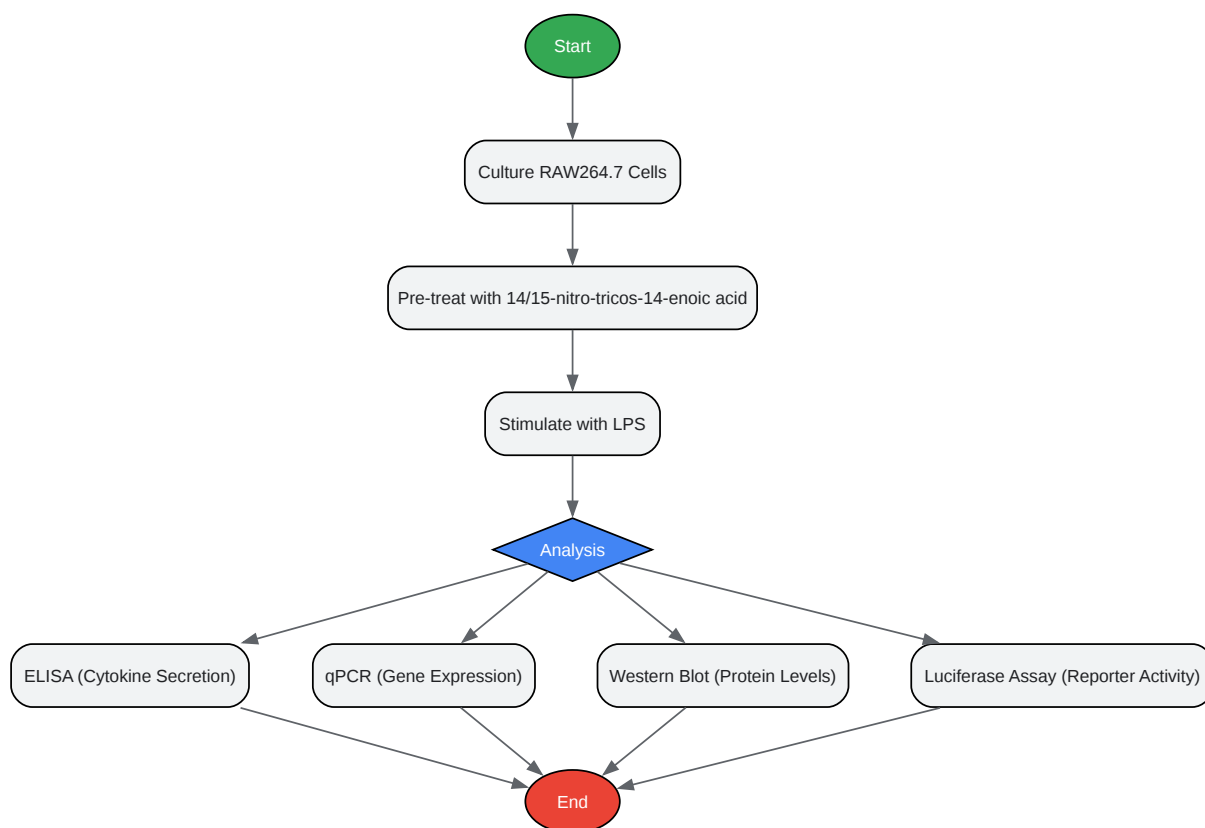 Start
Culture RAW264.7 Cells
Pre-treat with 14/15-nitro-tricos-14-enoic acid
Stimulate with LPS
Analysis
ELISA (Cytokine Secretion)
qPCR (Gene Expression)
Western Blot (Protein Levels)
Luciferase Assay (Reporter Activity)
End